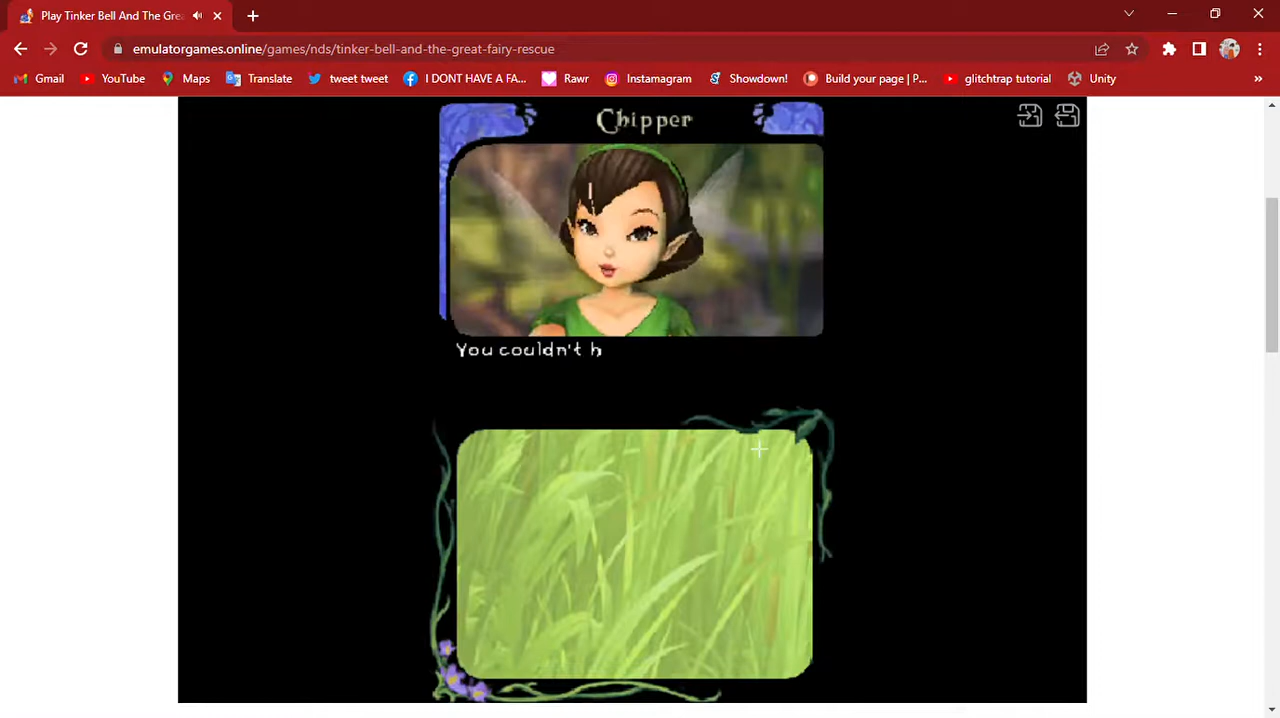 Play Tinker Bell And The Grea
emulatorgames.online/games/nds/tinker-bell-and-the-great-fairy-rescue
Gmail YouTube Maps Translate tweet tweet I DONT HAVE A FA... Rawr Instamagram Showdown! Build your page | P... glitchtrap tutorial Unity »
Chipper
You couldn't h